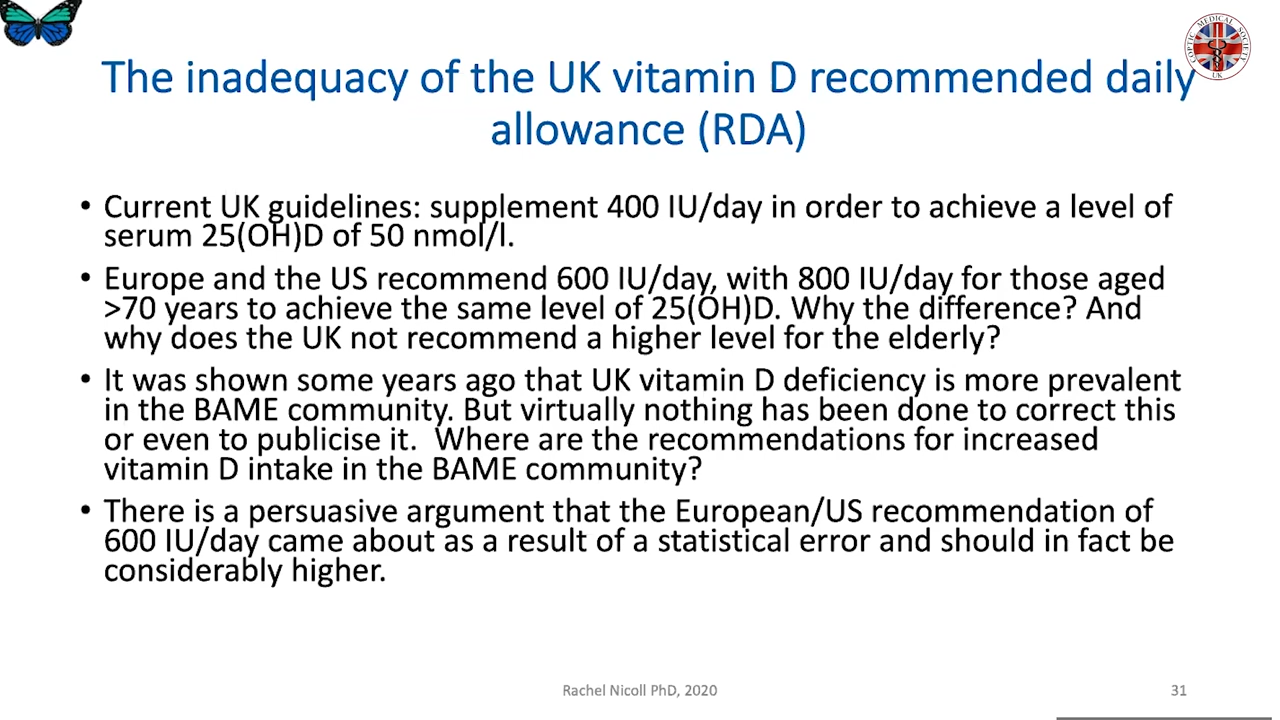 COPTIC MEDICAL SOCIETY
UK
The inadequacy of the UK vitamin D recommended daily
allowance (RDA)
• Current UK guidelines: supplement 400 IU/day in order to achieve a level of
serum 25(OH)D of 50 nmol/l.
• Europe and the US recommend 600 IU/day, with 800 IU/day for those aged
>70 years to achieve the same level of 25(OH)D. Why the difference? And
why does the UK not recommend a higher level for the elderly?
• It was shown some years ago that UK vitamin D deficiency is more prevalent
in the BAME community. But virtually nothing has been done to correct this
or even to publicise it.  Where are the recommendations for increased
vitamin D intake in the BAME community?
• There is a persuasive argument that the European/US recommendation of
600 IU/day came about as a result of a statistical error and should in fact be
considerably higher.
Rachel Nicoll PhD, 2020
31